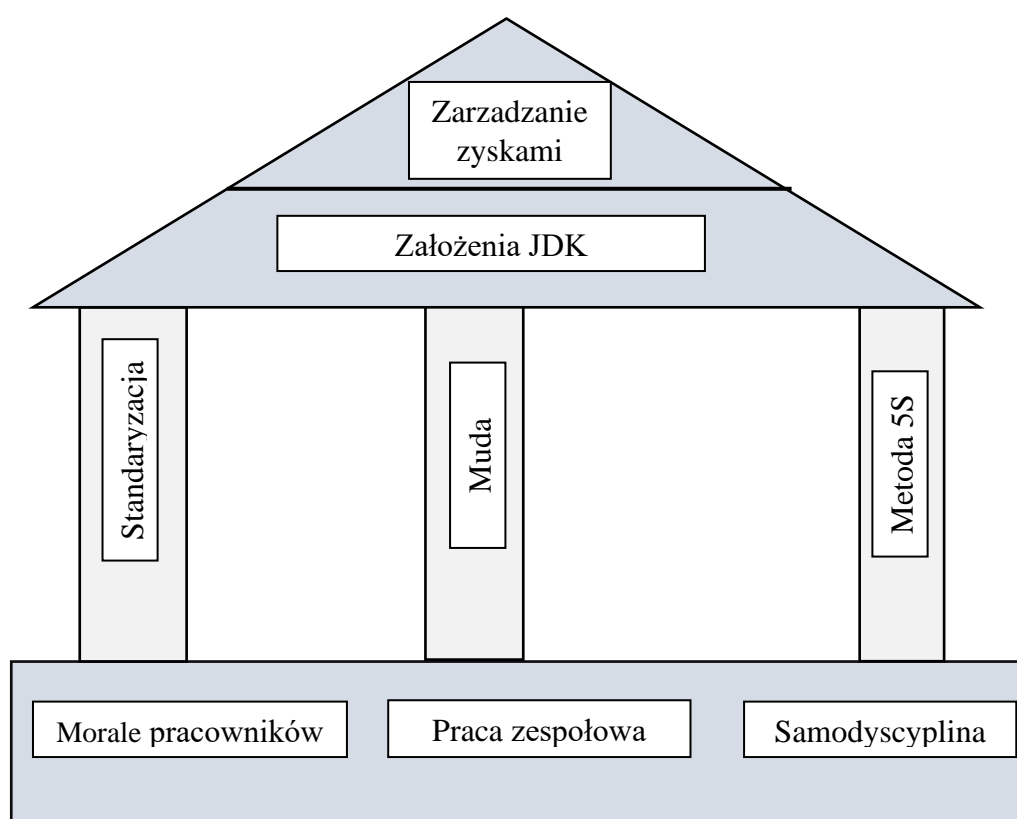 Zarzadzanie
zyskami
Założenia JDK
Standaryzacja
Muda
Metoda 5S
Morale pracowników
Praca zespołowa
Samodyscyplina